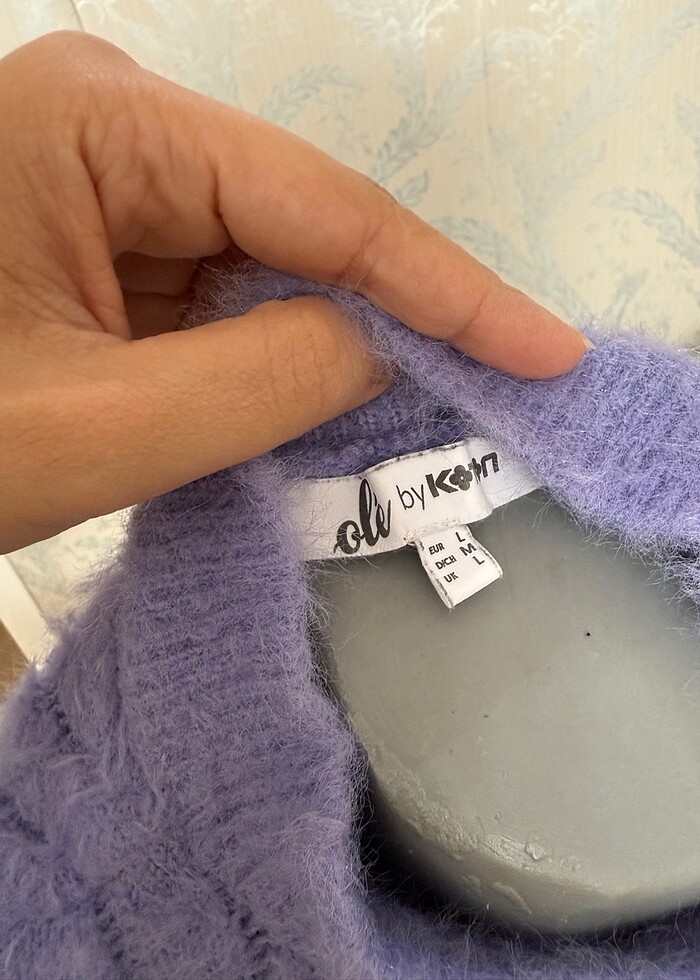 ole by Koton
EUR L
D/CH M
UK L